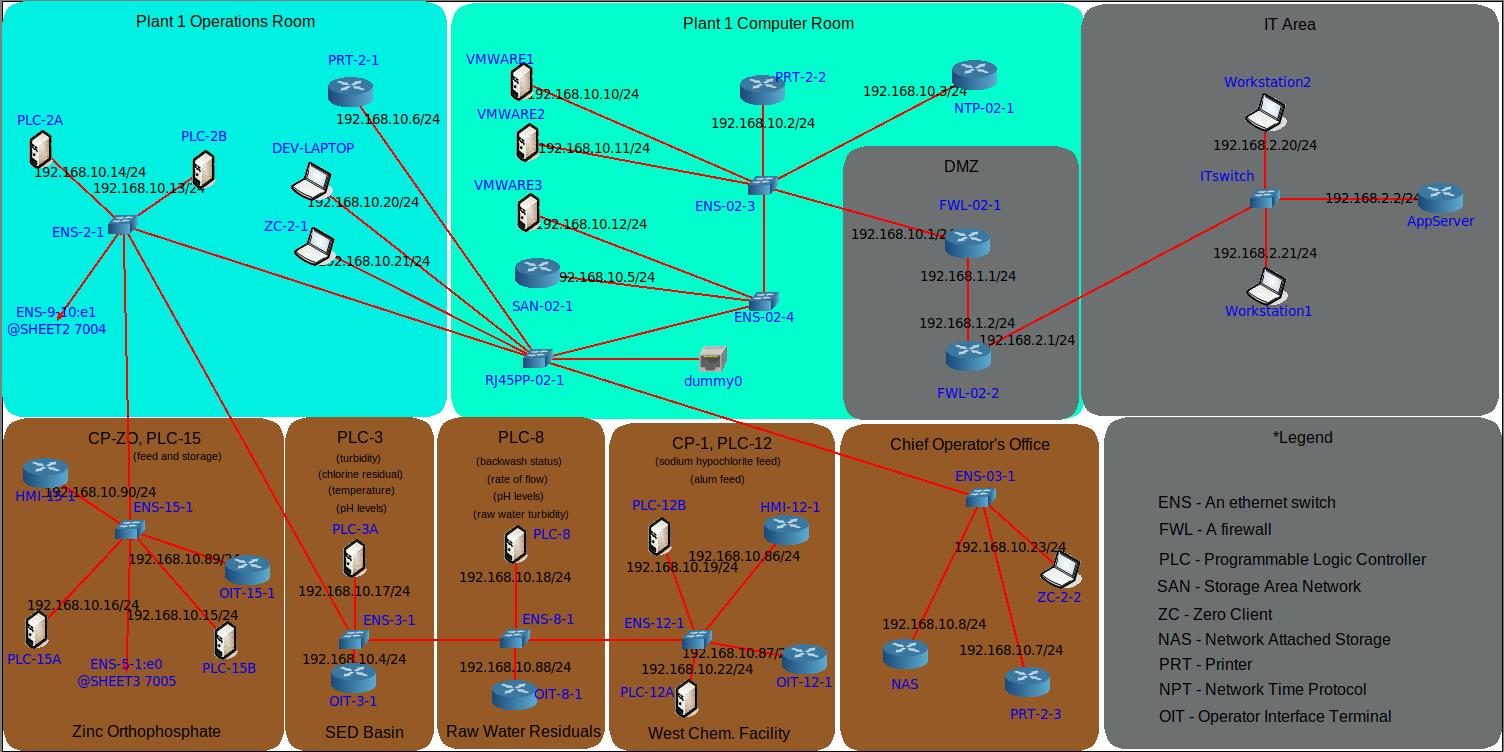 Plant 1 Operations Room
PRT-2-1
192.168.10.6/24
PLC-2A
PLC-2B
192.168.10.14/24
192.168.10.13/24
DEV-LAPTOP
192.168.10.20/24
ZC-2-1
192.168.10.21/24
ENS-2-1
ENS-9-10:e1
@SHEET2 7004
Plant 1 Computer Room
VMWARE1
192.168.10.10/24
VMWARE2
192.168.10.11/24
VMWARE3
192.168.10.12/24
SAN-02-1
192.168.10.5/24
PRT-2-2
192.168.10.2/24
192.168.10.3/24
NTP-02-1
ENS-02-3
ENS-02-4
RJ45PP-02-1
dummy0
DMZ
FWL-02-1
192.168.10.1/24
192.168.1.1/24
192.168.1.2/24
192.168.2.1/24
FWL-02-2
IT Area
Workstation2
192.168.2.20/24
ITswitch
192.168.2.2/24
AppServer
192.168.2.21/24
Workstation1
CP-ZO, PLC-15
(feed and storage)
HMI-15-1
192.168.10.90/24
ENS-15-1
192.168.10.89/24
OIT-15-1
192.168.10.16/24
192.168.10.15/24
PLC-15A
PLC-15B
ENS-5-1:e0
@SHEET3 7005
Zinc Orthophosphate
PLC-3
(turbidity)
(chlorine residual)
(temperature)
(pH levels)
PLC-3A
192.168.10.17/24
ENS-3-1
192.168.10.4/24
OIT-3-1
SED Basin
PLC-8
(backwash status)
(rate of flow)
(pH levels)
(raw water turbidity)
PLC-8
192.168.10.18/24
ENS-8-1
192.168.10.88/24
OIT-8-1
Raw Water Residuals
CP-1, PLC-12
(sodium hypochlorite feed)
(alum feed)
PLC-12B
HMI-12-1
192.168.10.86/24
192.168.10.19/24
ENS-12-1
192.168.10.87/24
192.168.10.22/24
OIT-12-1
PLC-12A
West Chem. Facility
Chief Operator's Office
ENS-03-1
192.168.10.23/24
ZC-2-2
192.168.10.8/24
192.168.10.7/24
NAS
PRT-2-3
*Legend
ENS - An ethernet switch
FWL - A firewall
PLC - Programmable Logic Controller
SAN - Storage Area Network
ZC - Zero Client
NAS - Network Attached Storage
PRT - Printer
NPT - Network Time Protocol
OIT - Operator Interface Terminal